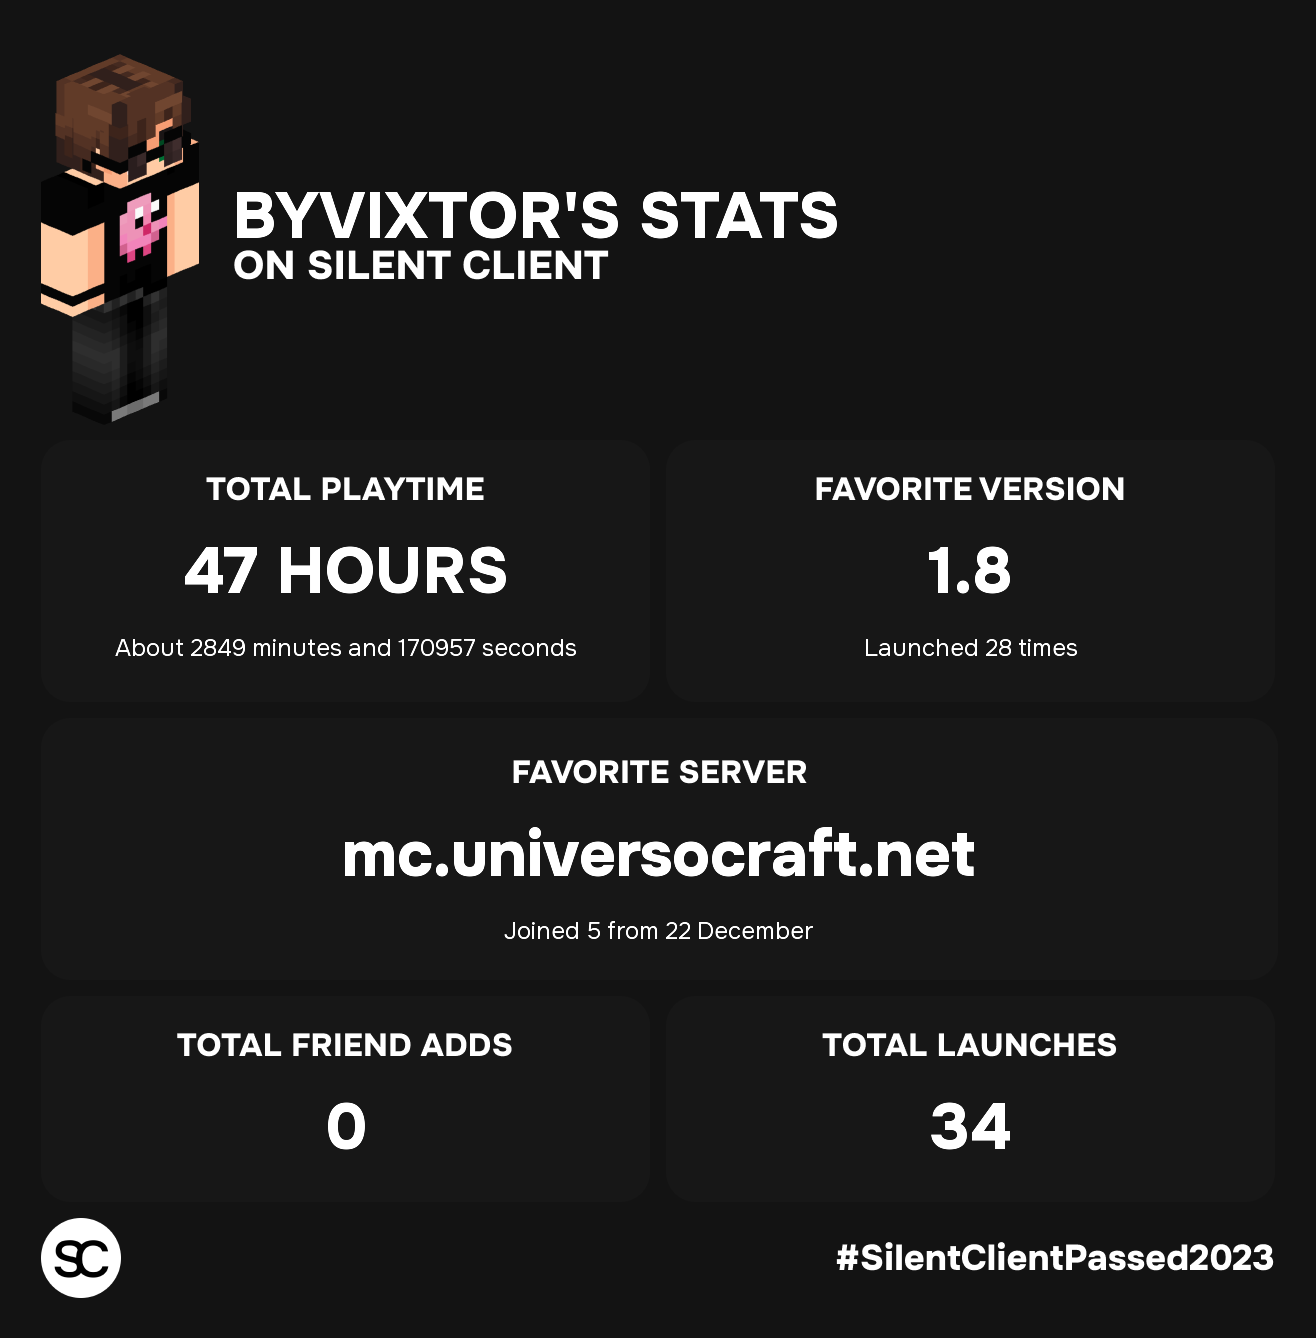 BYVIXTOR'S STATS
ON SILENT CLIENT
TOTAL PLAYTIME
47 HOURS
About 2849 minutes and 170957 seconds
FAVORITE VERSION
1.8
Launched 28 times
FAVORITE SERVER
mc.universocraft.net
Joined 5 from 22 December
TOTAL FRIEND ADDS
0
TOTAL LAUNCHES
34
SC
#SilentClientPassed2023